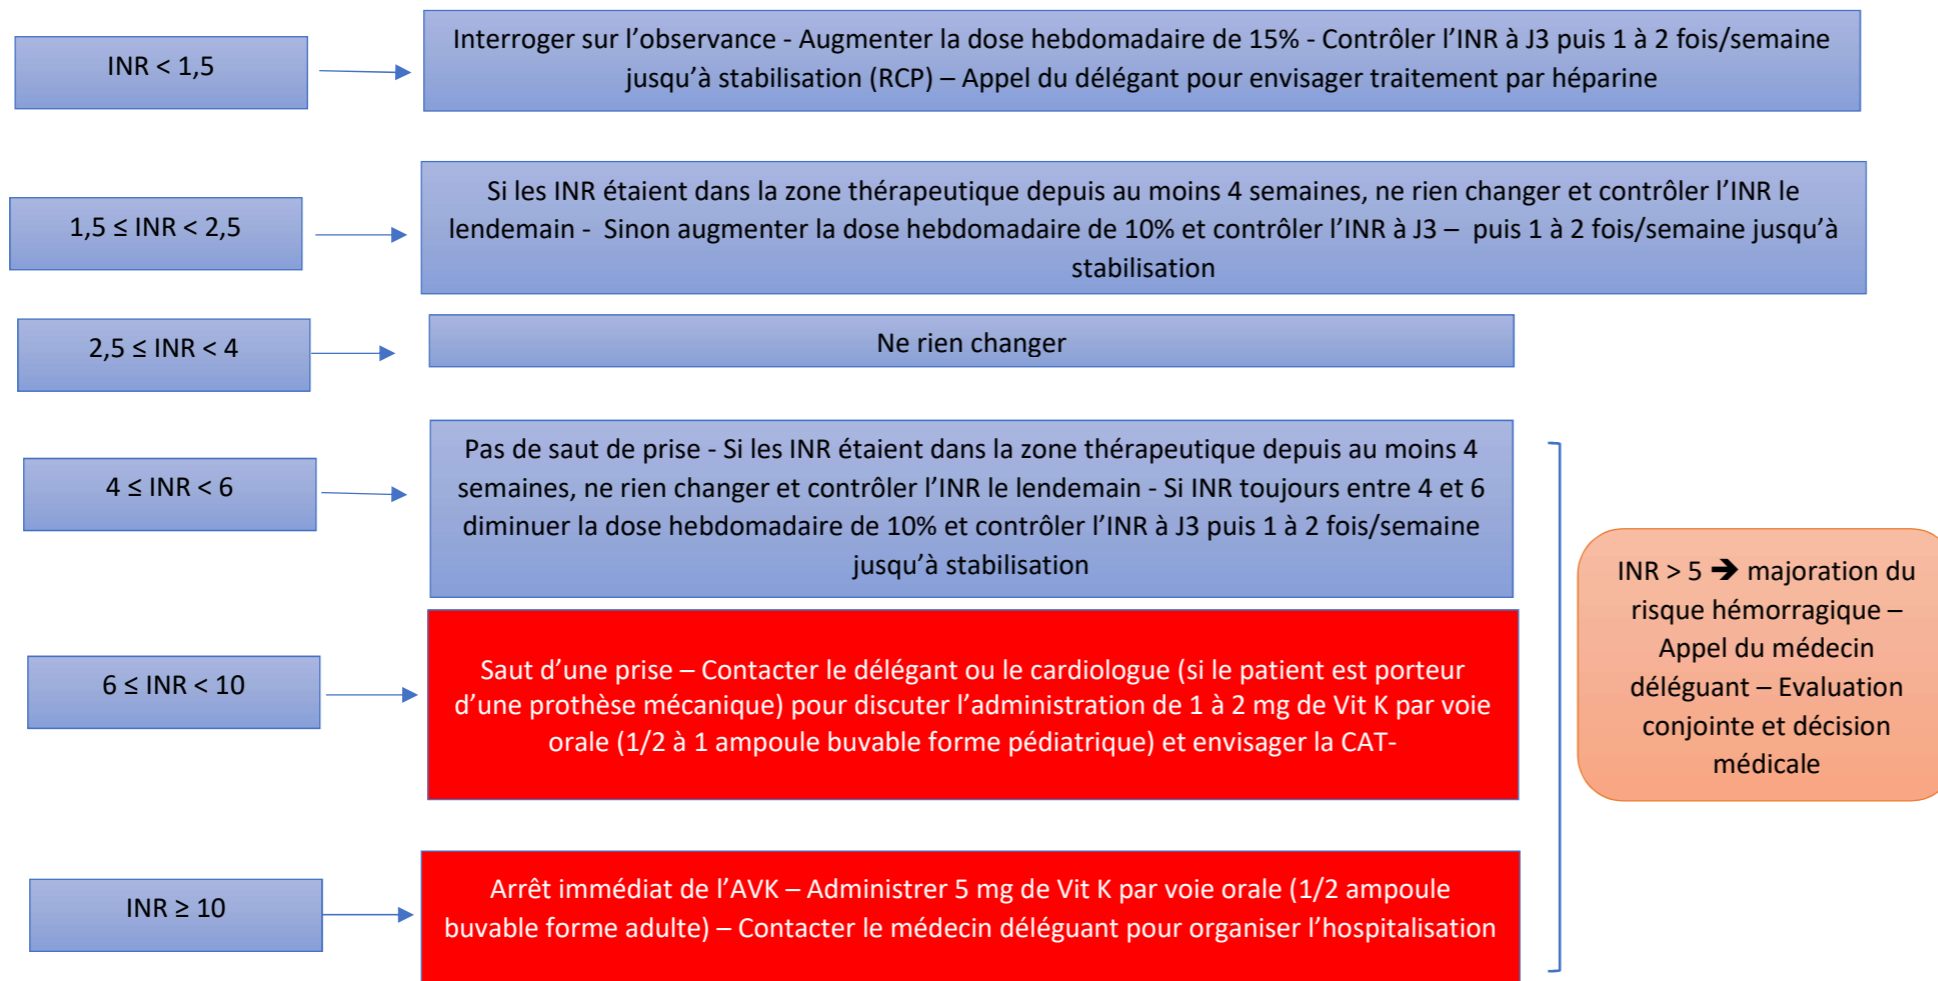 INR < 1,5
Interroger sur l’observance - Augmenter la dose hebdomadaire de 15% - Contrôler l’INR à J3 puis 1 à 2 fois/semaine
jusqu’à stabilisation (RCP) – Appel du délégant pour envisager traitement par héparine
1,5 ≤ INR < 2,5
Si les INR étaient dans la zone thérapeutique depuis au moins 4 semaines, ne rien changer et contrôler l’INR le
lendemain - Sinon augmenter la dose hebdomadaire de 10% et contrôler l’INR à J3 – puis 1 à 2 fois/semaine jusqu’à
stabilisation
2,5 ≤ INR < 4
Ne rien changer
4 ≤ INR < 6
Pas de saut de prise - Si les INR étaient dans la zone thérapeutique depuis au moins 4
semaines, ne rien changer et contrôler l’INR le lendemain - Si INR toujours entre 4 et 6
diminuer la dose hebdomadaire de 10% et contrôler l’INR à J3 puis 1 à 2 fois/semaine
jusqu’à stabilisation
6 ≤ INR < 10
Saut d’une prise – Contacter le délégant ou le cardiologue (si le patient est porteur
d’une prothèse mécanique) pour discuter l’administration de 1 à 2 mg de Vit K par voie
orale (1/2 à 1 ampoule buvable forme pédiatrique) et envisager la CAT-
INR ≥ 10
Arrêt immédiat de l’AVK – Administrer 5 mg de Vit K par voie orale (1/2 ampoule
buvable forme adulte) – Contacter le médecin déléguant pour organiser l’hospitalisation
INR > 5 ➔ majoration du
risque hémorragique –
Appel du médecin
déléguant – Evaluation
conjointe et décision
médicale